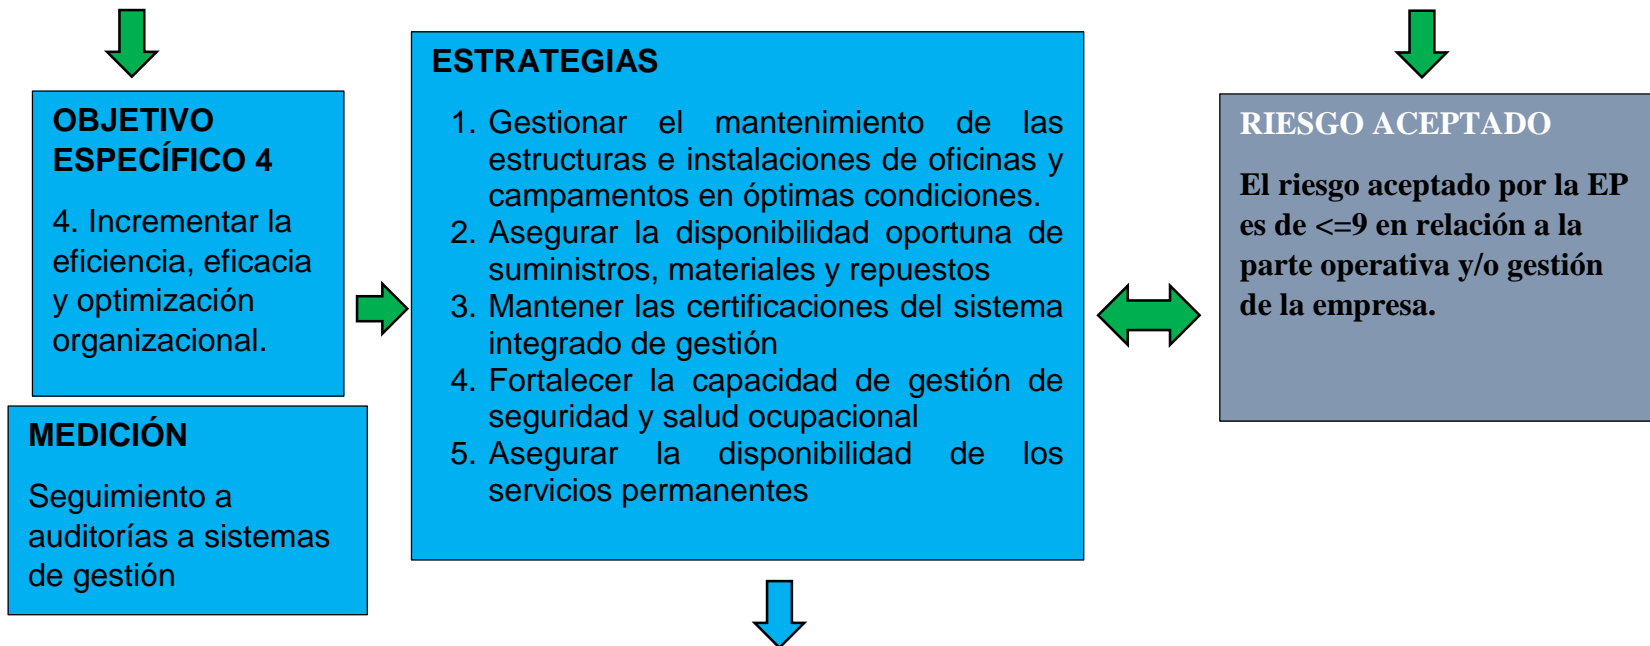 OBJETIVO
ESPECÍFICO 4
4. Incrementar la
eficiencia, eficacia
y optimización
organizacional.
MEDICIÓN
Seguimiento a
auditorías a sistemas
de gestión
ESTRATEGIAS
1. Gestionar el mantenimiento de las
estructuras e instalaciones de oficinas y
campamentos en óptimas condiciones.
2. Asegurar la disponibilidad oportuna de
suministros, materiales y repuestos
3. Mantener las certificaciones del sistema
integrado de gestión
4. Fortalecer la capacidad de gestión de
seguridad y salud ocupacional
5. Asegurar la disponibilidad de los
servicios permanentes
RIESGO ACEPTADO
El riesgo aceptado por la EP
es de <=9 en relación a la
parte operativa y/o gestión
de la empresa.